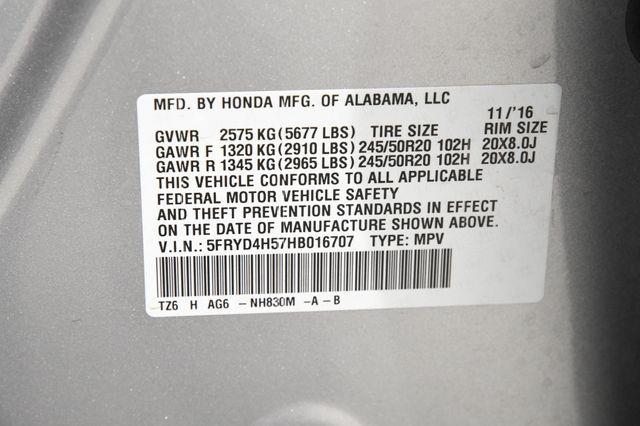 MFD. BY HONDA MFG. OF ALABAMA, LLC
11/'16
GVWR 2575 KG (5677 LBS) TIRE SIZE RIM SIZE
GAWR F 1320 KG (2910 LBS) 245/50R20 102H 20X8.0J
GAWR R 1345 KG (2965 LBS) 245/50R20 102H 20X8.0J
THIS VEHICLE CONFORMS TO ALL APPLICABLE
FEDERAL MOTOR VEHICLE SAFETY
AND THEFT PREVENTION STANDARDS IN EFFECT
ON THE DATE OF MANUFACTURE SHOWN ABOVE.
V.I.N.: 5FRYD4H57HB016707 TYPE: MPV
TZ6 H AG6 - NH830M - A - B